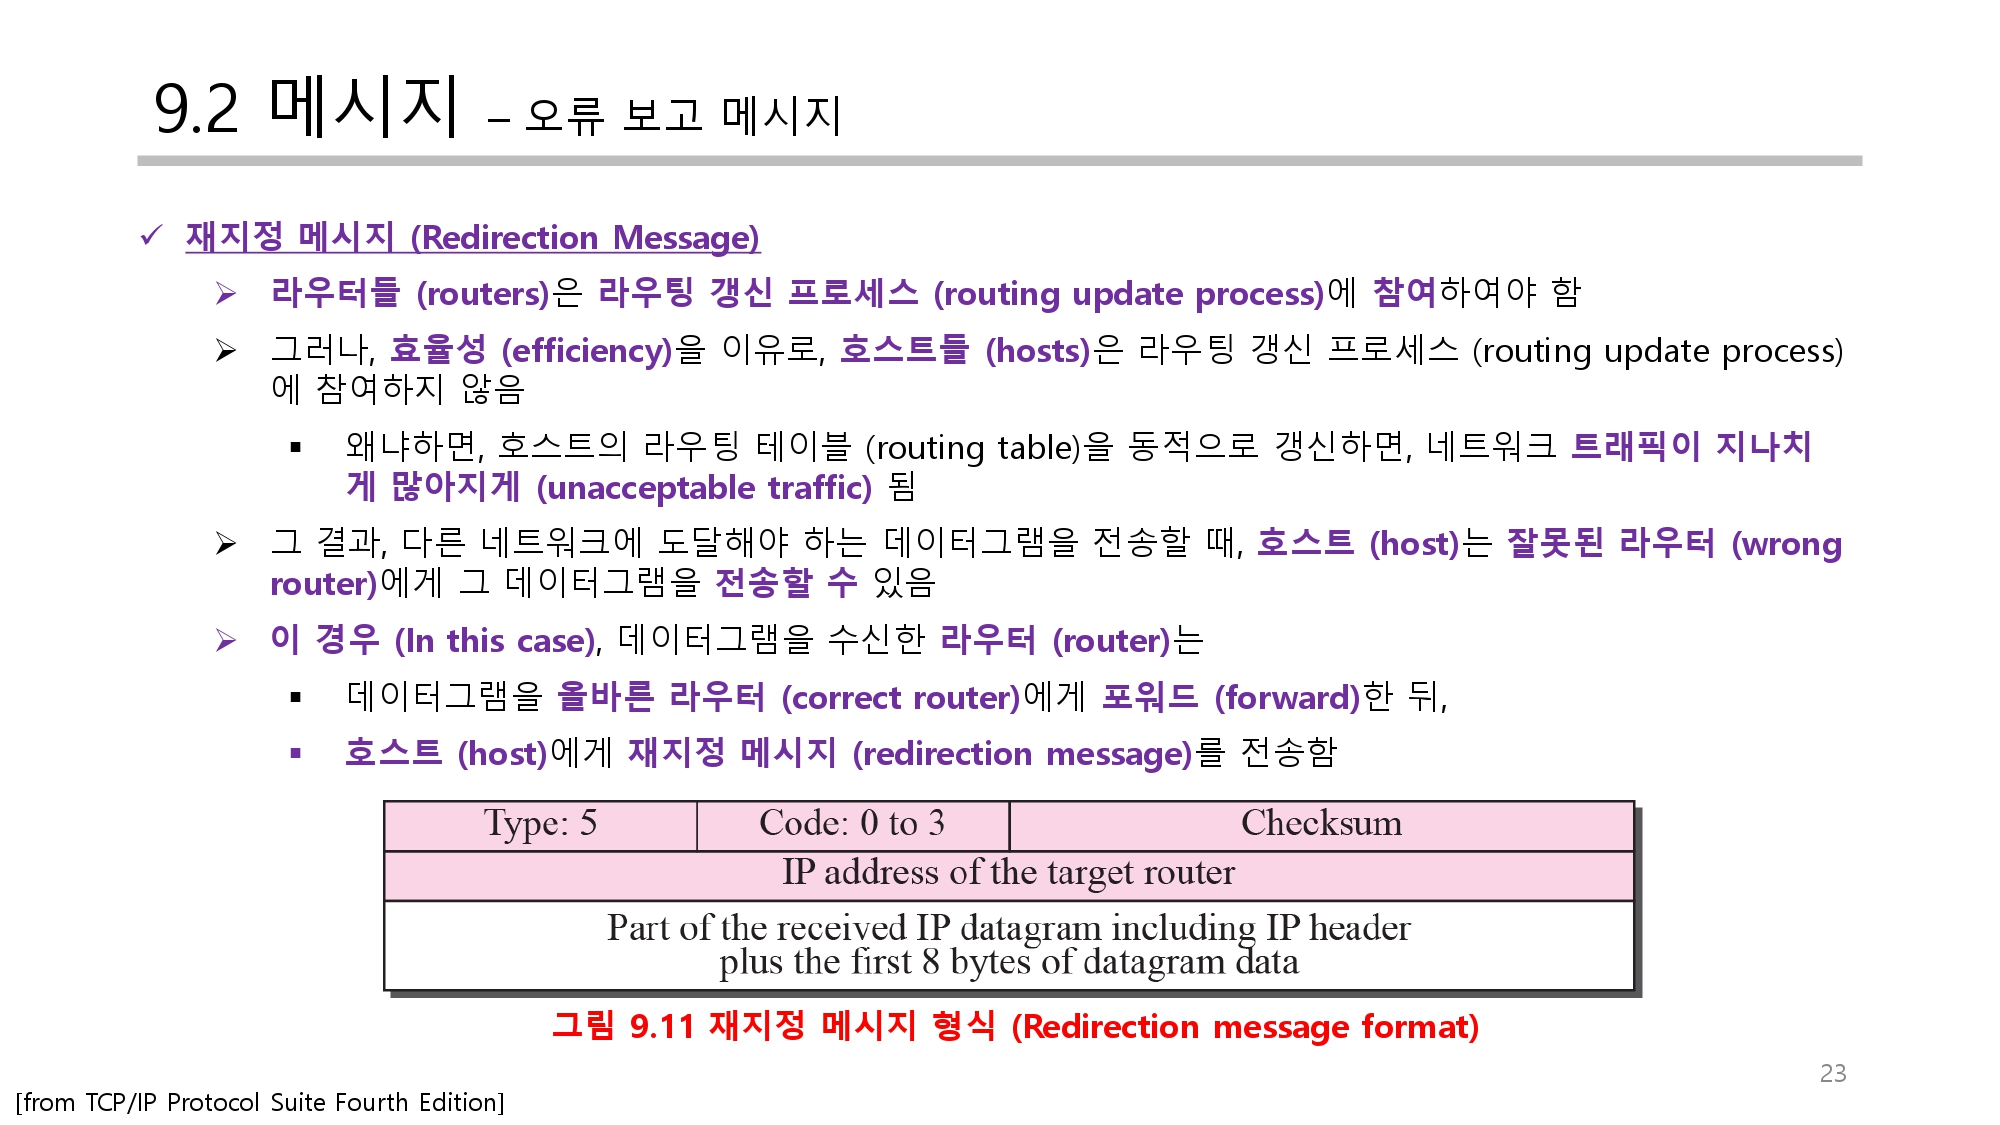 9.2 메시지 – 오류 보고 메시지
✓ 재지정 메시지 (Redirection Message)
➢ 라우터들 (routers)은 라우팅 갱신 프로세스 (routing update process)에 참여하여야 함
➢ 그러나, 효율성 (efficiency)을 이유로, 호스트들 (hosts)은 라우팅 갱신 프로세스 (routing update process)
에 참여하지 않음
▪ 왜냐하면, 호스트의 라우팅 테이블 (routing table)을 동적으로 갱신하면, 네트워크 트래픽이 지나치
게 많아지게 (unacceptable traffic) 됨
➢ 그 결과, 다른 네트워크에 도달해야 하는 데이터그램을 전송할 때, 호스트 (host)는 잘못된 라우터 (wrong
router)에게 그 데이터그램을 전송할 수 있음
➢ 이 경우 (In this case), 데이터그램을 수신한 라우터 (router)는
▪ 데이터그램을 올바른 라우터 (correct router)에게 포워드 (forward)한 뒤,
▪ 호스트 (host)에게 재지정 메시지 (redirection message)를 전송함
Type: 5 Code: 0 to 3 Checksum
IP address of the target router
Part of the received IP datagram including IP header
plus the first 8 bytes of datagram data
그림 9.11 재지정 메시지 형식 (Redirection message format)
23
[from TCP/IP Protocol Suite Fourth Edition]